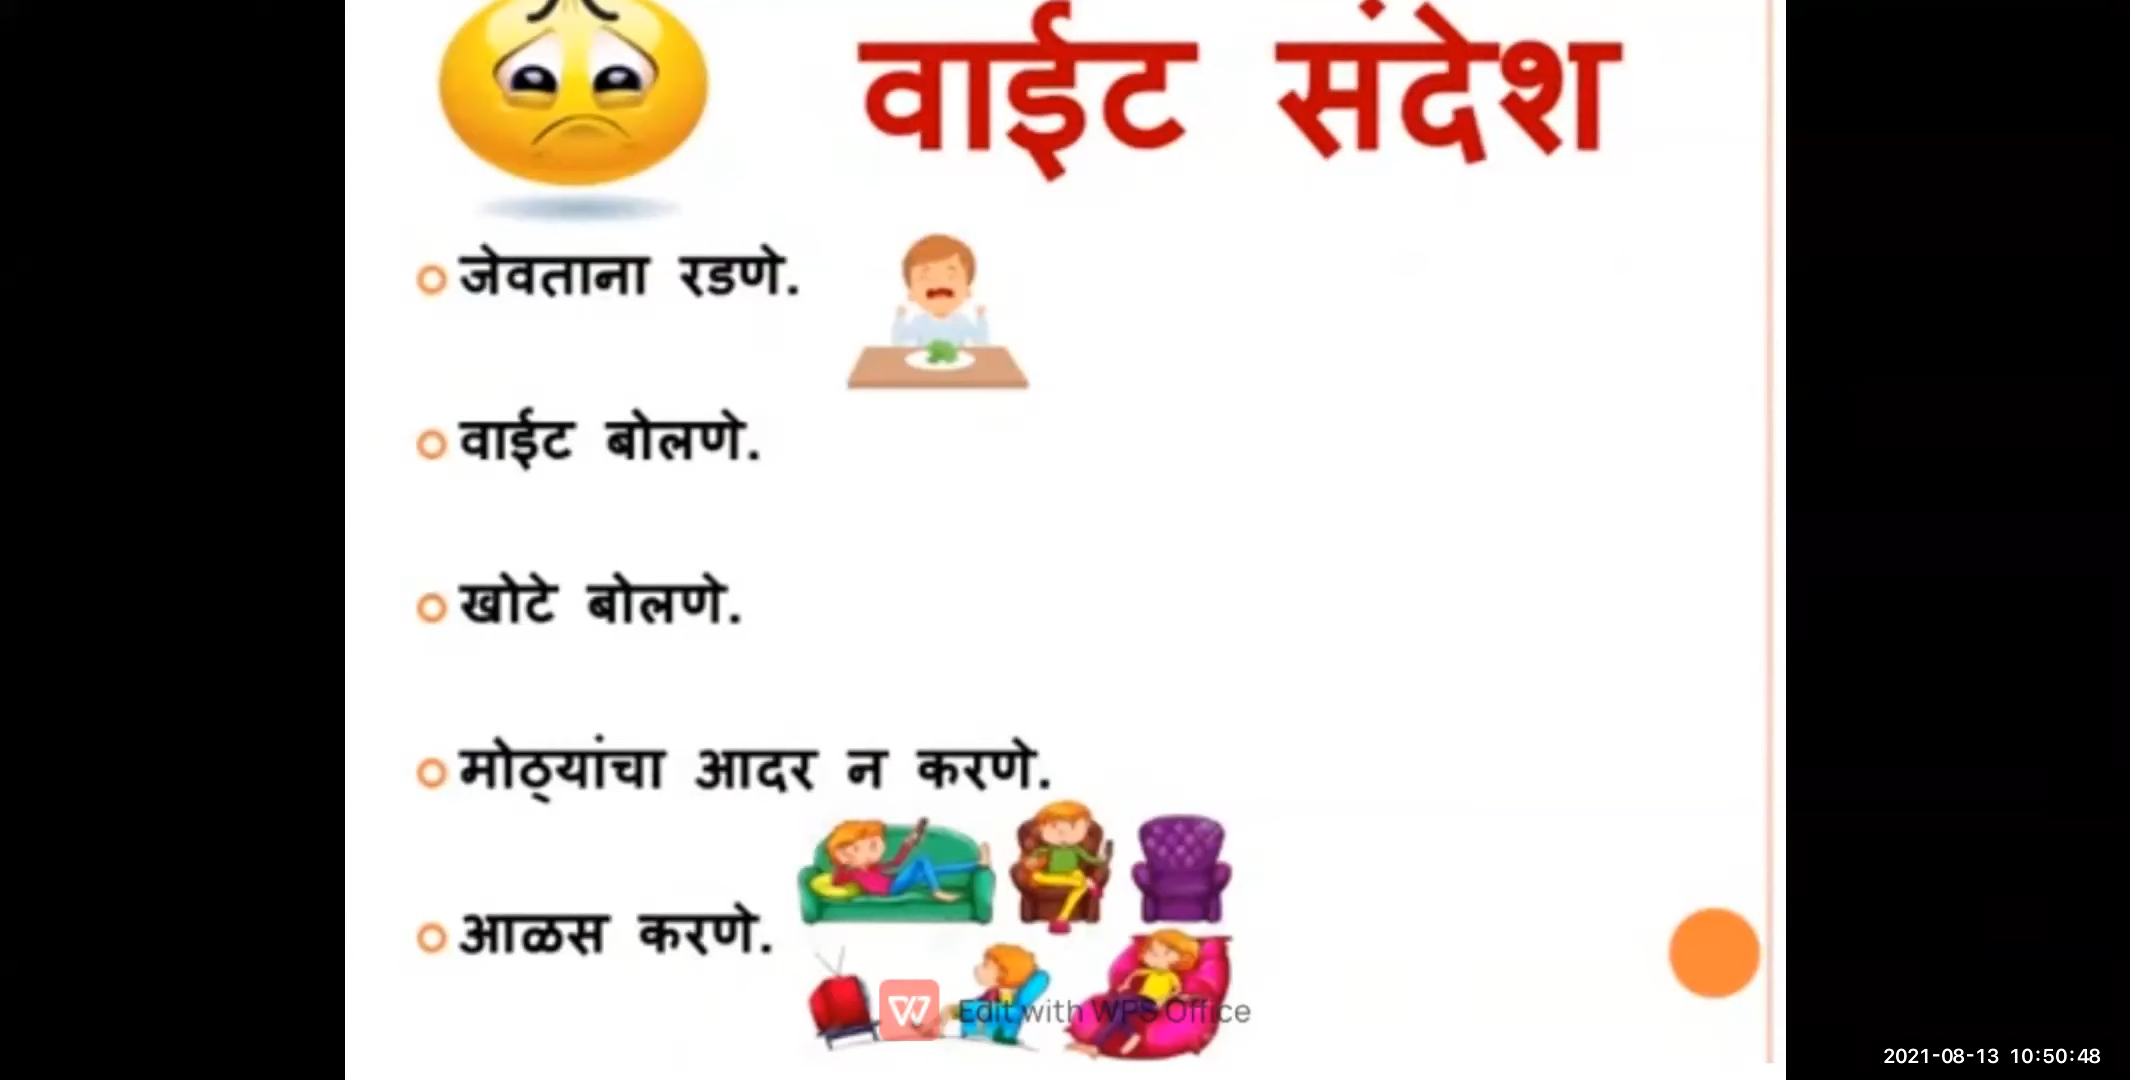 वाईट संदेश
जेवताना रडणे.
वाईट बोलणे.
खोटे बोलणे.
मोठ्यांचा आदर न करणे.
आळस करणे.
Edit with WPS Office
2021-08-13 10:50:48